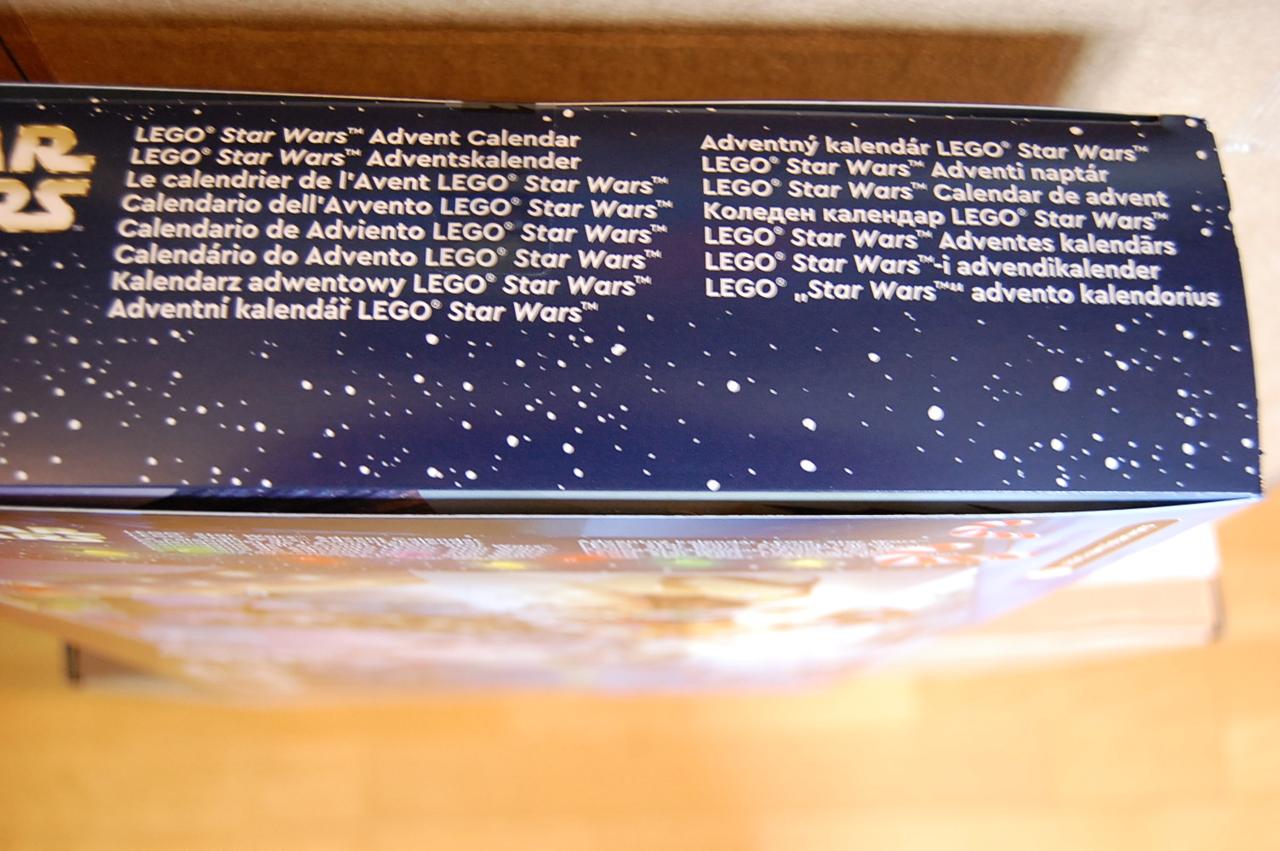 AR
RS
LEGO® Star Wars™ Advent Calendar
LEGO® Star Wars™ Adventskalender
Le calendrier de l'Avent LEGO® Star Wars™
Calendario dell'Avvento LEGO® Star Wars™
Calendario de Adviento LEGO® Star Wars™
Calendário do Advento LEGO® Star Wars™
Kalendarz adwentowy LEGO® Star Wars™
Adventní kalendář LEGO® Star Wars™
Adventný kalendár LEGO® Star Wars™
LEGO® Star Wars™ Adventi naptár
LEGO® Star Wars™ Calendar de advent
Коледен календар LEGO® Star Wars™
LEGO® Star Wars™ Adventes kalendārs
LEGO® Star Wars™-i advendikalender
LEGO® „Star Wars™“ advento kalendorius